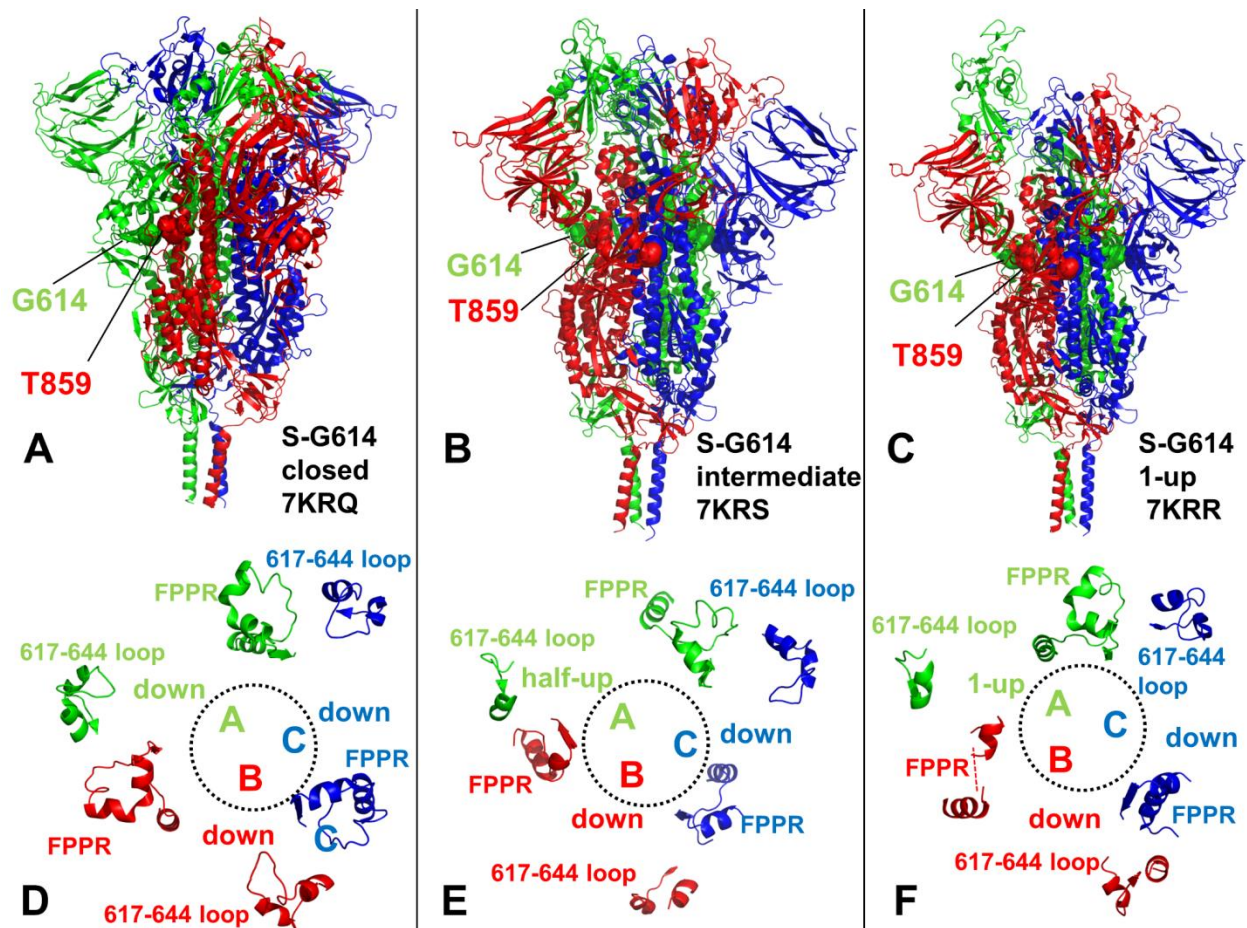 G614
T859
A
S-G614
closed
7KRQ
G614
T859
B
S-G614
intermediate
7KRS
G614
T859
C
S-G614
1-up
7KRR
617-644 loop
FPPR
617-644 loop
down
A
C
down
B
FPPR
FPPR
C
down
617-644 loop
D
FPPR
617-644 loop
617-644 loop
half-up
A
C
down
FPPR
B
down
FPPR
617-644 loop
E
FPPR
617-644 loop
617-644
loop
1-up
A
C
down
B
FPPR
down
FPPR
617-644 loop
F